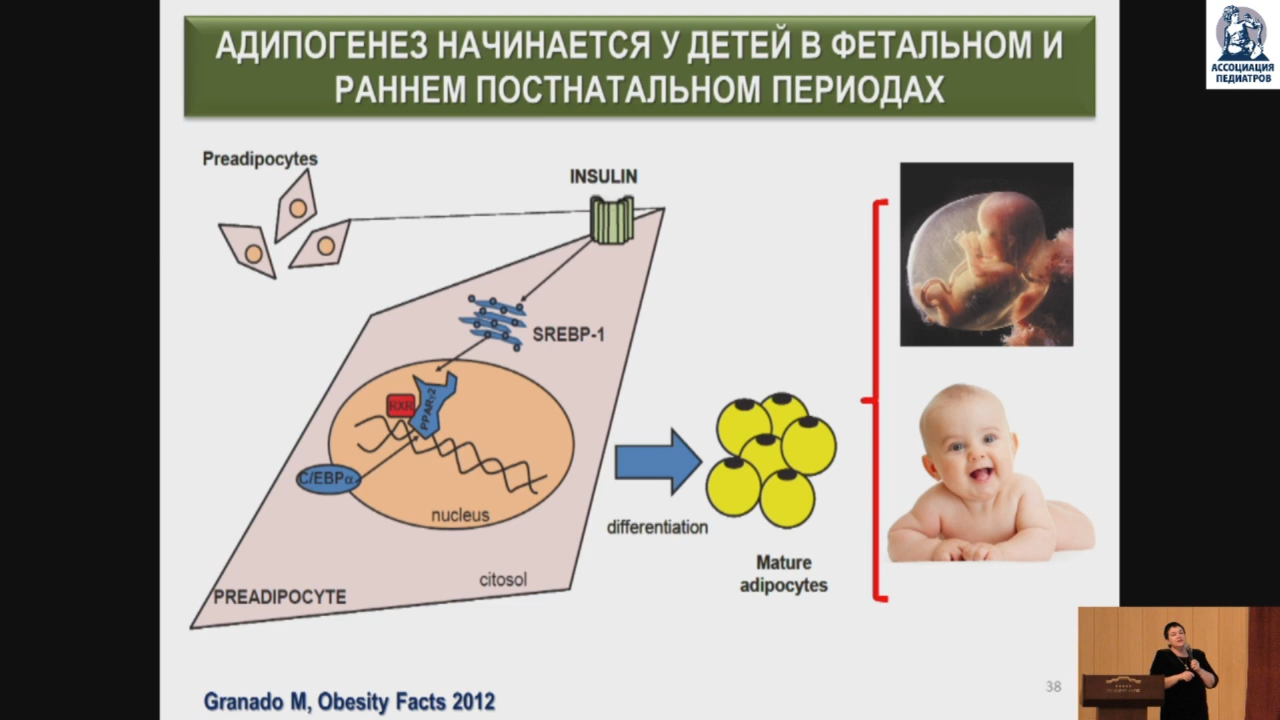 АДИПОГЕНЕЗ НАЧИНАЕТСЯ У ДЕТЕЙ В ФЕТАЛЬНОМ И
РАННЕМ ПОСТНАТАЛЬНОМ ПЕРИОДАХ
АССОЦИАЦИЯ
ПЕДИАТРОВ
Preadipocytes
INSULIN
SREBP-1
RXR
PPARγ2
C/EBPα
nucleus
citosol
PREADIPOCYTE
differentiation
Mature
adipocytes
Granado M, Obesity Facts 2012
38